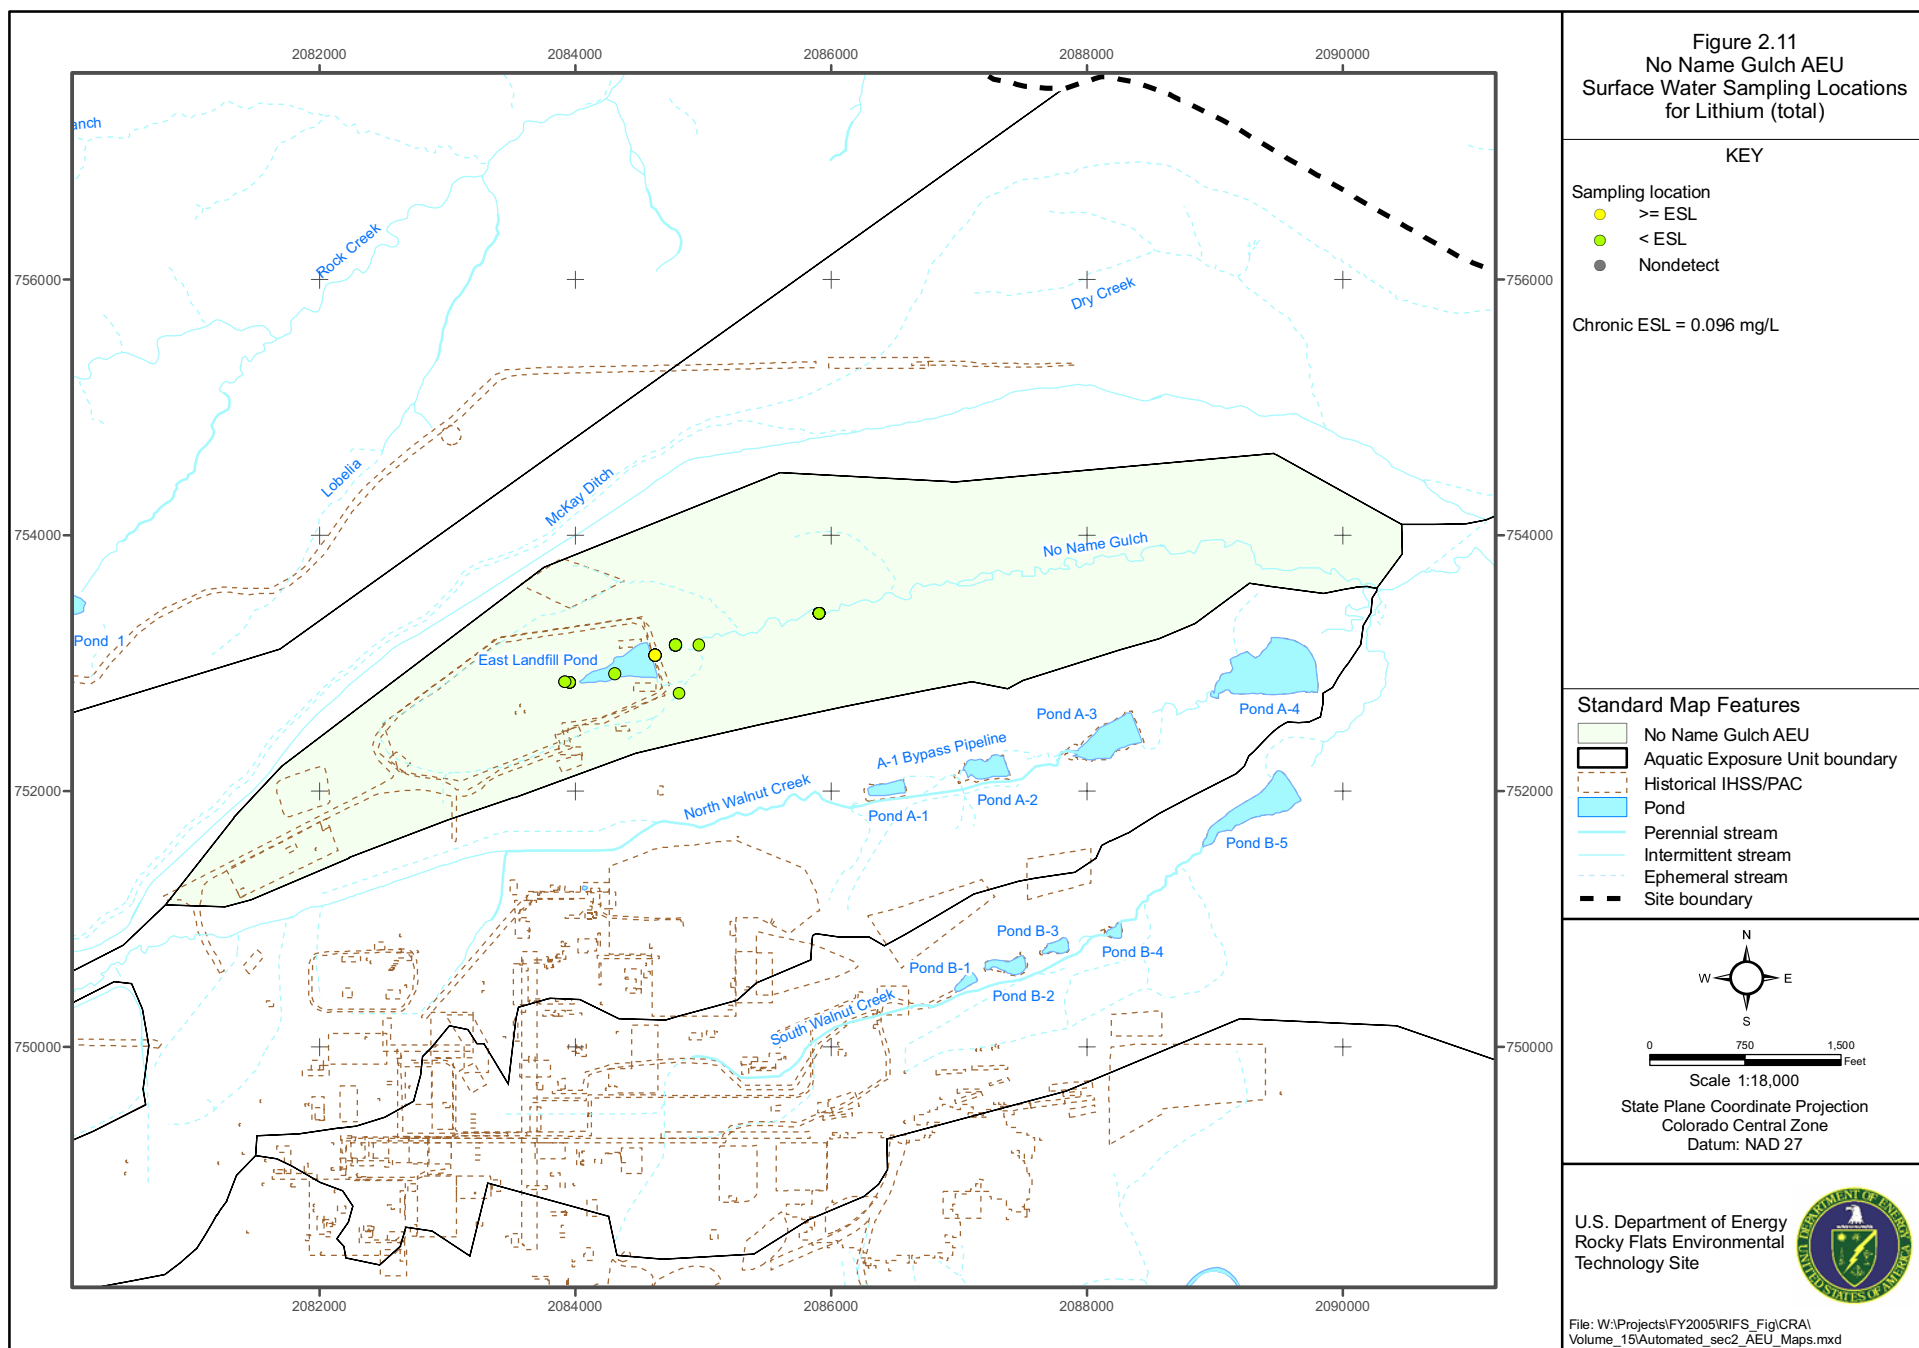 Figure 2.11
No Name Gulch AEU
Surface Water Sampling Locations
for Lithium (total)
KEY
Sampling location
>= ESL
< ESL
Nondetect
Chronic ESL = 0.096 mg/L
Standard Map Features
No Name Gulch AEU
Aquatic Exposure Unit boundary
Historical IHSS/PAC
Pond
Perennial stream
Intermittent stream
Ephemeral stream
Site boundary
N
W E
S
0 750 1,500
Feet
Scale 1:18,000
State Plane Coordinate Projection
Colorado Central Zone
Datum: NAD 27
U.S. Department of Energy
Rocky Flats Environmental
Technology Site
DEPARTMENT OF ENERGY
UNITED STATES OF AMERICA
File: W:\Projects\FY2005\RIFS_Fig\CRA\
Volume_15\Automated_sec2_AEU_Maps.mxd
2082000 2084000 2086000 2088000 2090000
anch
Rock Creek
756000 756000
Dry Creek
Lobelia
McKay Ditch
754000 754000
No Name Gulch
Pond 1
East Landfill Pond
Pond A-4
Pond A-3
A-1 Bypass Pipeline
752000 752000
North Walnut Creek
Pond A-2
Pond A-1
Pond B-5
Pond B-3
Pond B-4
Pond B-1
Pond B-2
South Walnut Creek
750000 750000
2082000 2084000 2086000 2088000 2090000